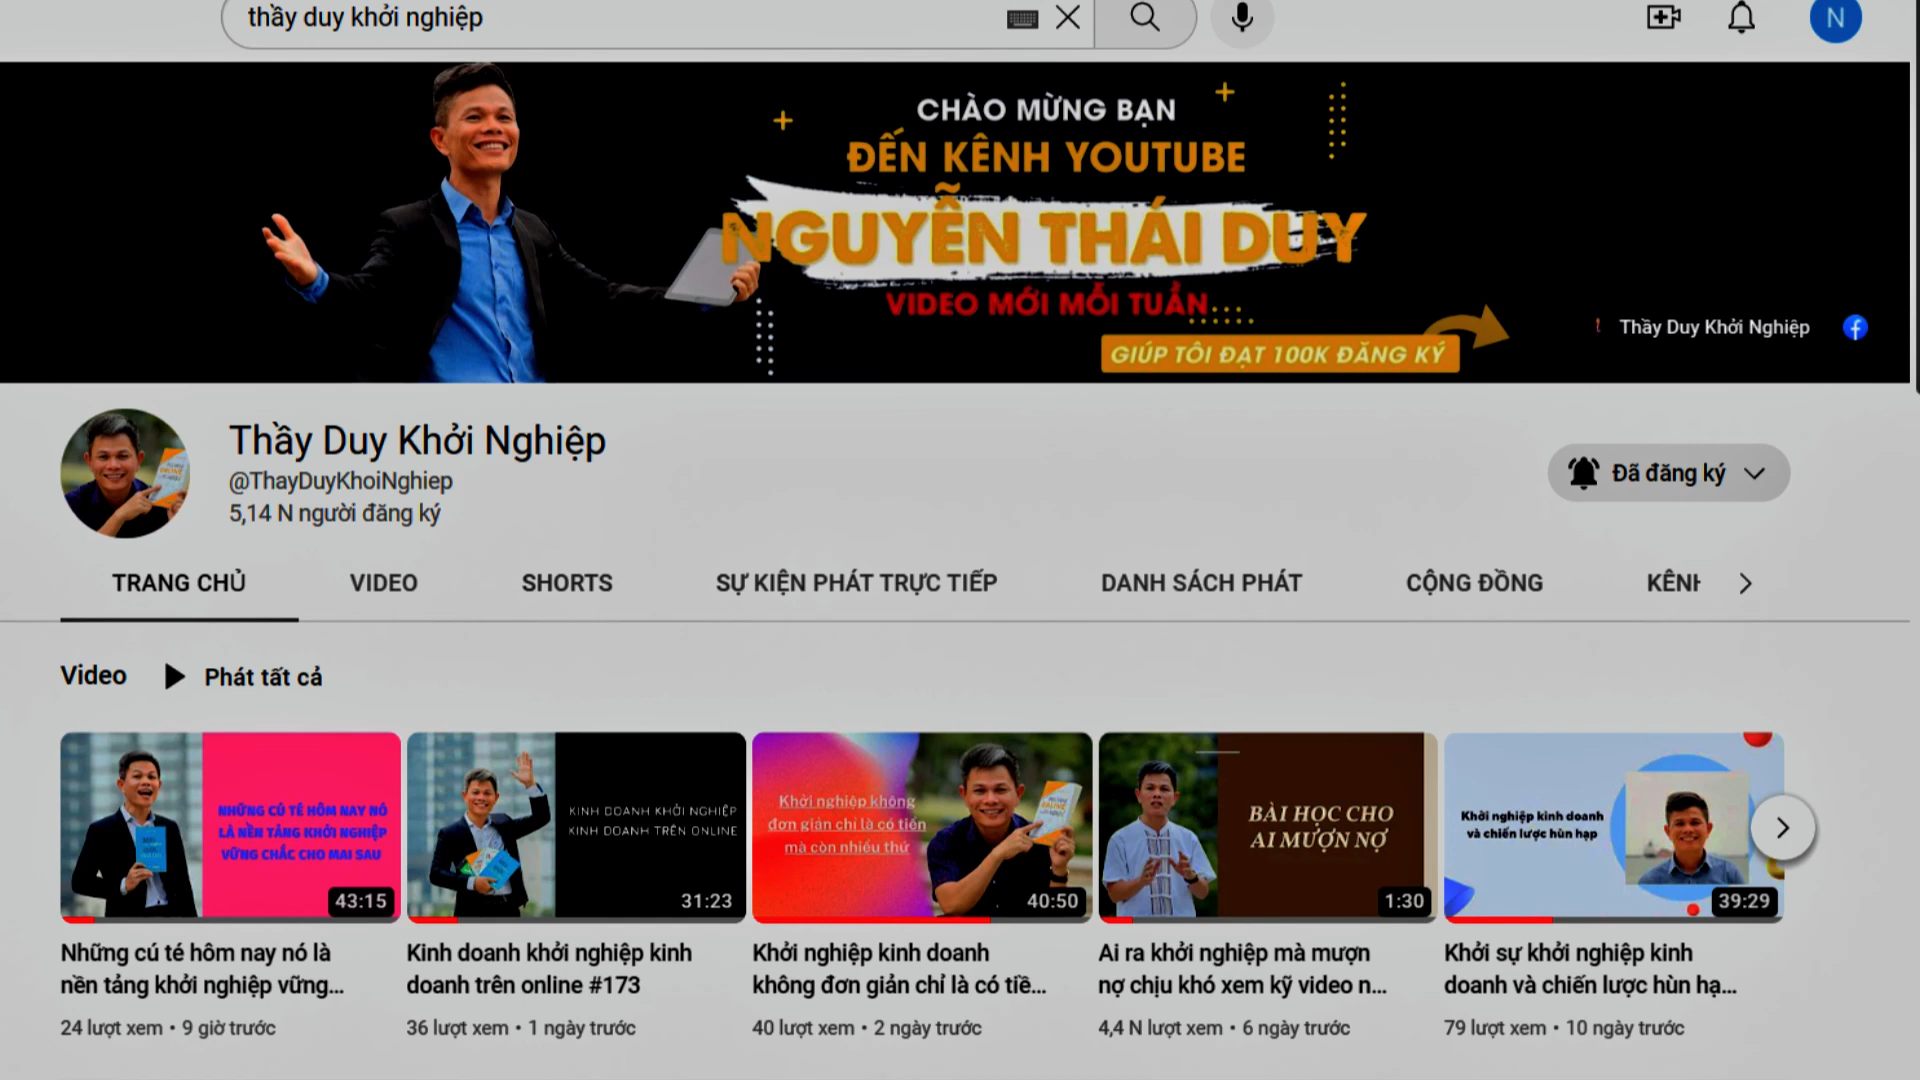 thầy duy khởi nghiệp
N
CHÀO MỪNG BẠN
ĐẾN KÊNH YOUTUBE
NGUYỄN THÁI DUY
VIDEO MỚI MỖI TUẦN
GIÚP TÔI ĐẠT 100K ĐĂNG KÝ
Thầy Duy Khởi Nghiệp
Thầy Duy Khởi Nghiệp
@ThayDuyKhoiNghiep
5,14 N người đăng ký
Đã đăng ký
TRANG CHỦ VIDEO SHORTS SỰ KIỆN PHÁT TRỰC TIẾP DANH SÁCH PHÁT CỘNG ĐỒNG KÊNH
Video Phát tất cả
NHỮNG CÚ TÉ HÔM NAY NÓ
LÀ NỀN TẢNG KHỞI NGHIỆP
VỮNG CHẮC CHO MAI SAU
43:15
Những cú té hôm nay nó là
nền tảng khởi nghiệp vững...
24 lượt xem • 9 giờ trước
KINH DOANH KHỞI NGHIỆP
KINH DOANH TRÊN ONLINE
31:23
Kinh doanh khởi nghiệp kinh
doanh trên online #173
36 lượt xem • 1 ngày trước
Khởi nghiệp không
đơn giản chỉ là có tiền
mà còn nhiều thứ
40:50
Khởi nghiệp kinh doanh
không đơn giản chỉ là có tiề...
40 lượt xem • 2 ngày trước
BÀI HỌC CHO
AI MƯỢN NỢ
1:30
Ai ra khởi nghiệp mà mượn
nợ chịu khó xem kỹ video n...
4,4 N lượt xem • 6 ngày trước
Khởi nghiệp kinh doanh
và chiến lược hùn hạp
39:29
Khởi sự khởi nghiệp kinh
doanh và chiến lược hùn hạ...
79 lượt xem • 10 ngày trước